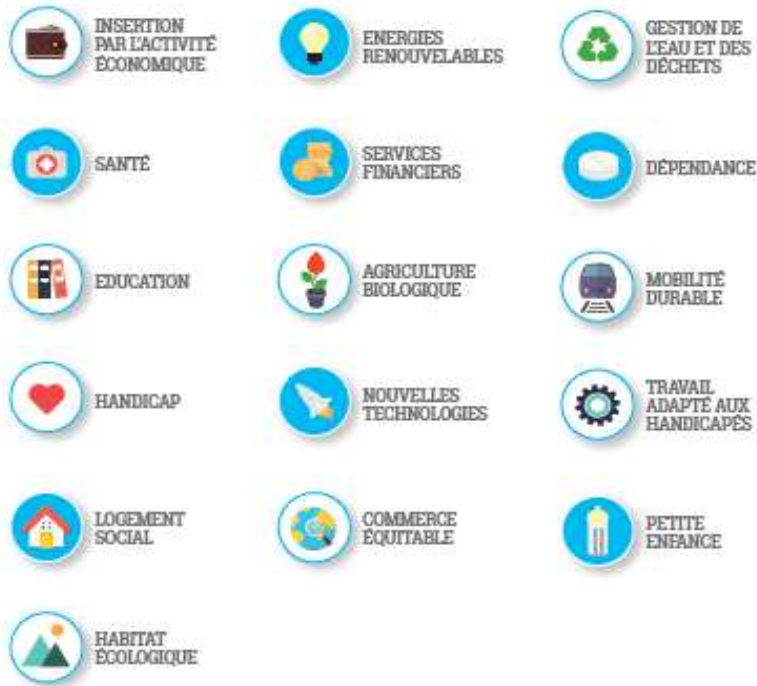 INSERTION
PAR L'ACTIVITÉ
ÉCONOMIQUE
ENERGIES
RENOUVELABLES
GESTION DE
L'EAU ET DES
DÉCHETS
SANTÉ
SERVICES
FINANCIERS
DÉPENDANCE
EDUCATION
AGRICULTURE
BIOLOGIQUE
MOBILITÉ
DURABLE
HANDICAP
NOUVELLES
TECHNOLOGIES
TRAVAIL
ADAPTÉ AUX
HANDICAPÉS
LOGEMENT
SOCIAL
COMMERCE
ÉQUITABLE
PETITE
ENFANCE
HABITAT
ÉCOLOGIQUE